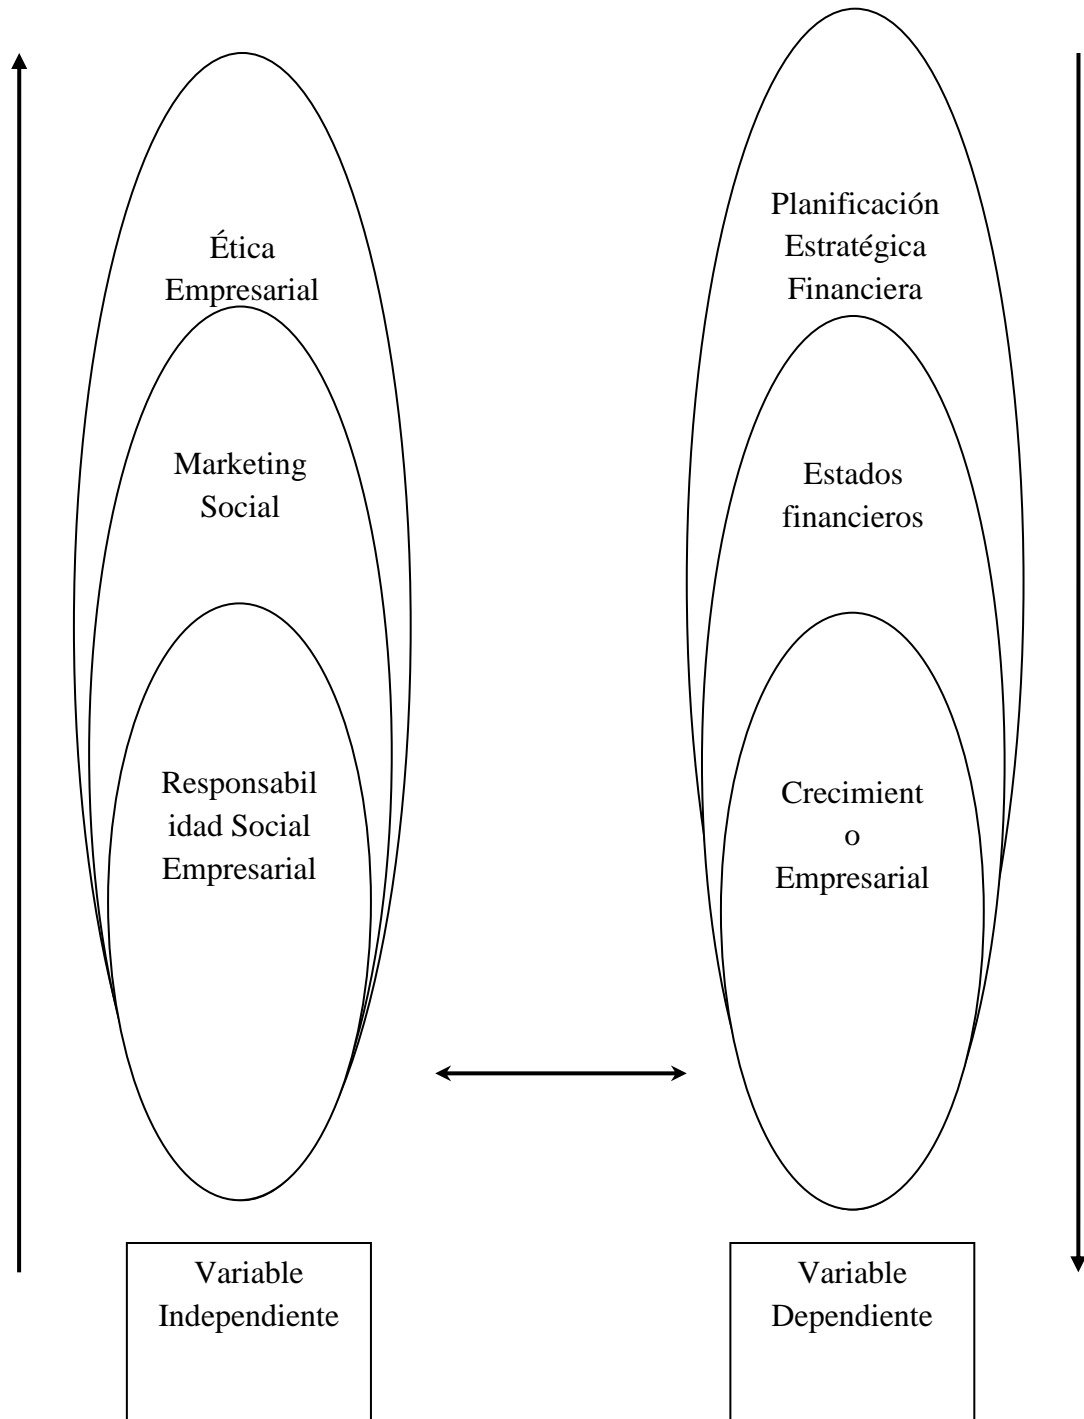 Ética
Empresarial
Marketing
Social
Responsabil
idad Social
Empresarial
Variable
Independiente
Planificación
Estratégica
Financiera
Estados
financieros
Crecimient
o
Empresarial
Variable
Dependiente